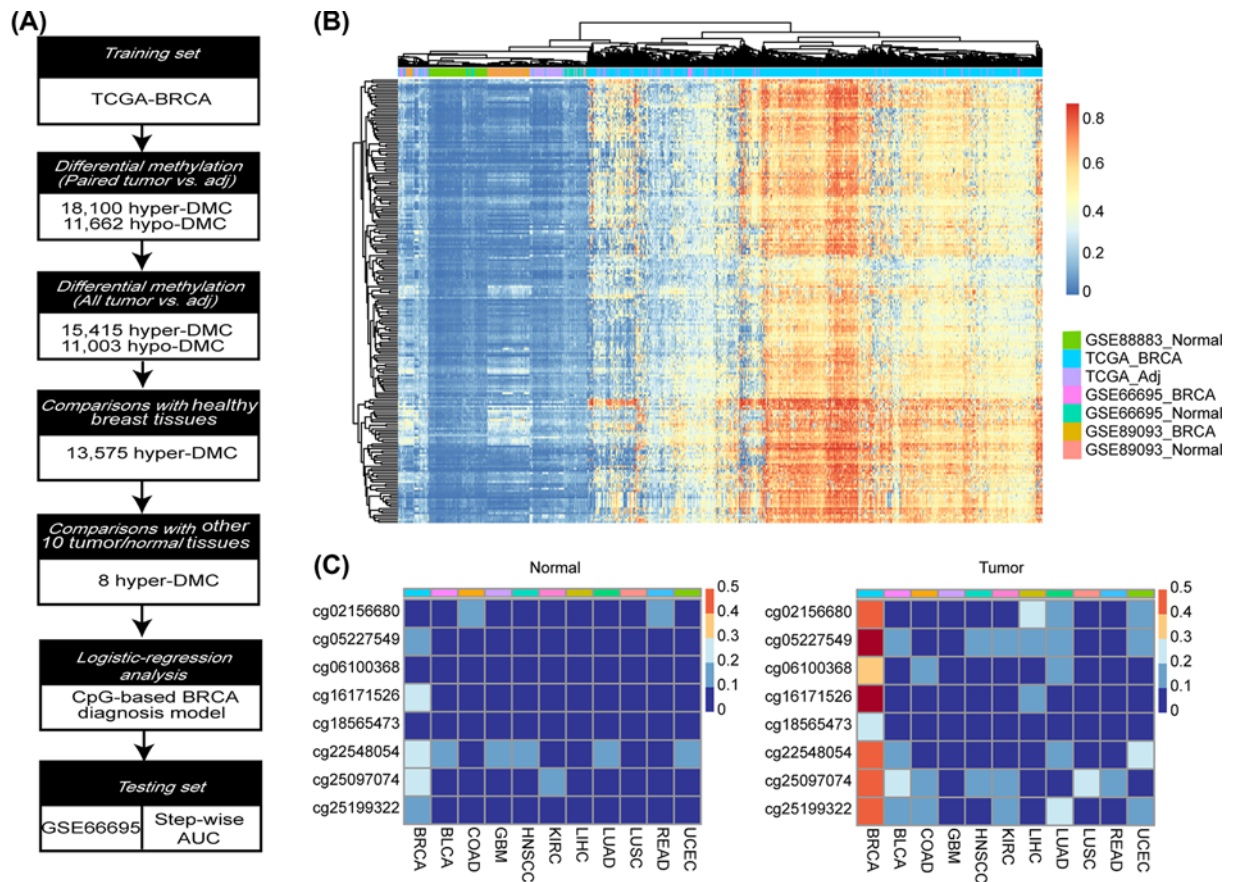 (A)
Training set
TCGA-BRCA
Differential methylation
(Paired tumor vs. adj)
18,100 hyper-DMC
11,662 hypo-DMC
Differential methylation
(All tumor vs. adj)
15,415 hyper-DMC
11,003 hypo-DMC
Comparisons with healthy
breast tissues
13,575 hyper-DMC
Comparisons with other
10 tumor/normal tissues
8 hyper-DMC
Logistic-regression
analysis
CpG-based BRCA
diagnosis model
Testing set
GSE66695
Step-wise
AUC
(B)
0.8
0.6
0.4
0.2
0
GSE88883_Normal
TCGA_BRCA
TCGA_Adj
GSE66695_BRCA
GSE66695_Normal
GSE89093_BRCA
GSE89093_Normal
(C)
Normal
cg02156680
cg05227549
cg06100368
cg16171526
cg18565473
cg22548054
cg25097074
cg25199322
BRCA
BLCA
COAD
GBM
HNSCC
KIRC
LIHC
LUAD
LUSC
READ
UCEC
0.5
0.4
0.3
0.2
0.1
0
Tumor
cg02156680
cg05227549
cg06100368
cg16171526
cg18565473
cg22548054
cg25097074
cg25199322
BRCA
BLCA
COAD
GBM
HNSCC
KIRC
LIHC
LUAD
LUSC
READ
UCEC
0.5
0.4
0.3
0.2
0.1
0